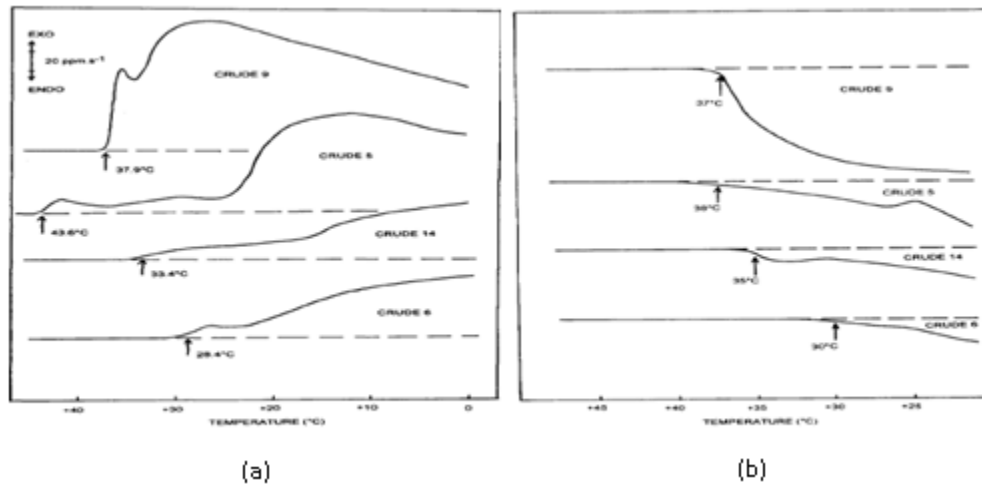 EXO
20 ppm.s⁻¹
ENDO
CRUDE 9
37.9°C
CRUDE 5
43.6°C
CRUDE 14
33.4°C
CRUDE 6
28.4°C
+40 +30 +20 +10 0
TEMPERATURE (°C)
(a)
CRUDE 9
37°C
CRUDE 5
38°C
CRUDE 14
35°C
CRUDE 6
30°C
+45 +40 +35 +30 +25
TEMPERATURE (°C)
(b)